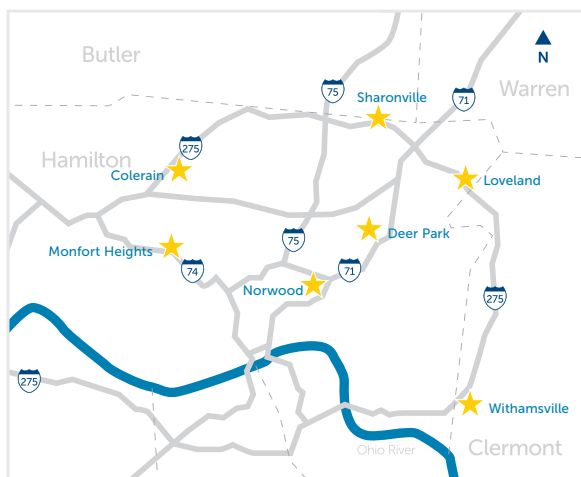 Butler
N
75
Sharonville
71
Warren
275
Hamilton
Colerain
Loveland
Deer Park
75
Monfort Heights
74
71
Norwood
275
275
Withamsville
Ohio River
Clermont